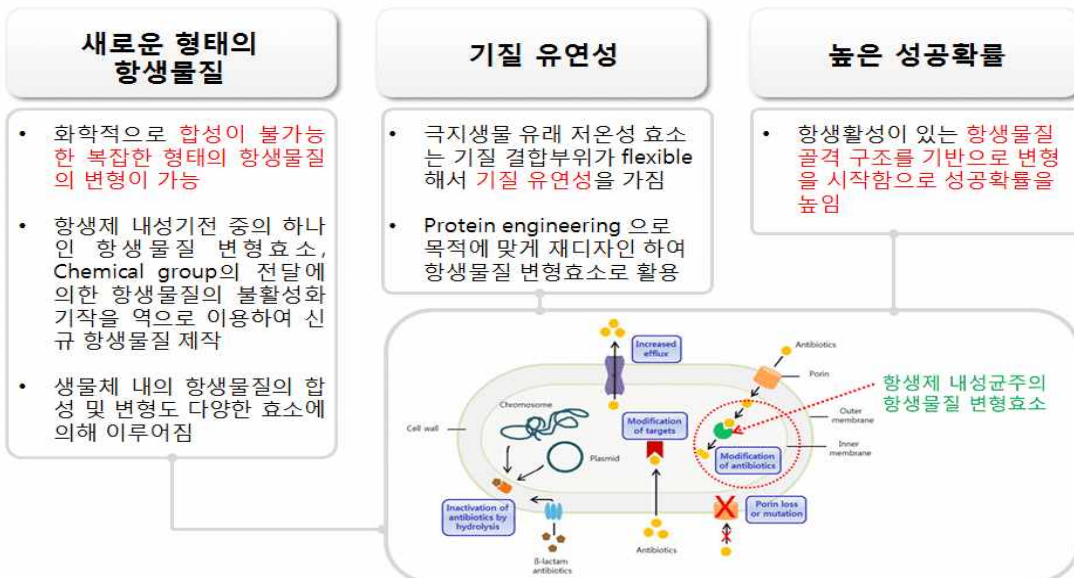 새로운 형태의
항생물질
• 화학적으로 합성이 불가능
한 복잡한 형태의 항생물질
의 변형이 가능
• 항생제 내성기전 중의 하나
인 항생물질 변형효소,
Chemical group의 전달에
의한 항생물질의 불활성화
기작을 역으로 이용하여 신
규 항생물질 제작
• 생물체 내의 항생물질의 합
성 및 변형도 다양한 효소에
의해 이루어짐
기질 유연성
• 극지생물 유래 저온성 효소
는 기질 결합부위가 flexible
해서 기질 유연성을 가짐
• Protein engineering 으로
목적에 맞게 재디자인 하여
항생물질 변형효소로 활용
높은 성공확률
• 항생활성이 있는 항생물질
골격 구조를 기반으로 변형
을 시작함으로 성공확률을
높임
Increased
efflux
Antibiotics
Porin
항생제 내성균주의
항생물질 변형효소
Chromosome
Cell wall
Modification
of targets
Outer
membrane
Inner
membrane
Plasmid
Modification
of antibiotics
Inactivation of
antibiotics by
hydrolysis
Porin loss
or mutation
Antibiotics
ß-lactam
antibiotics